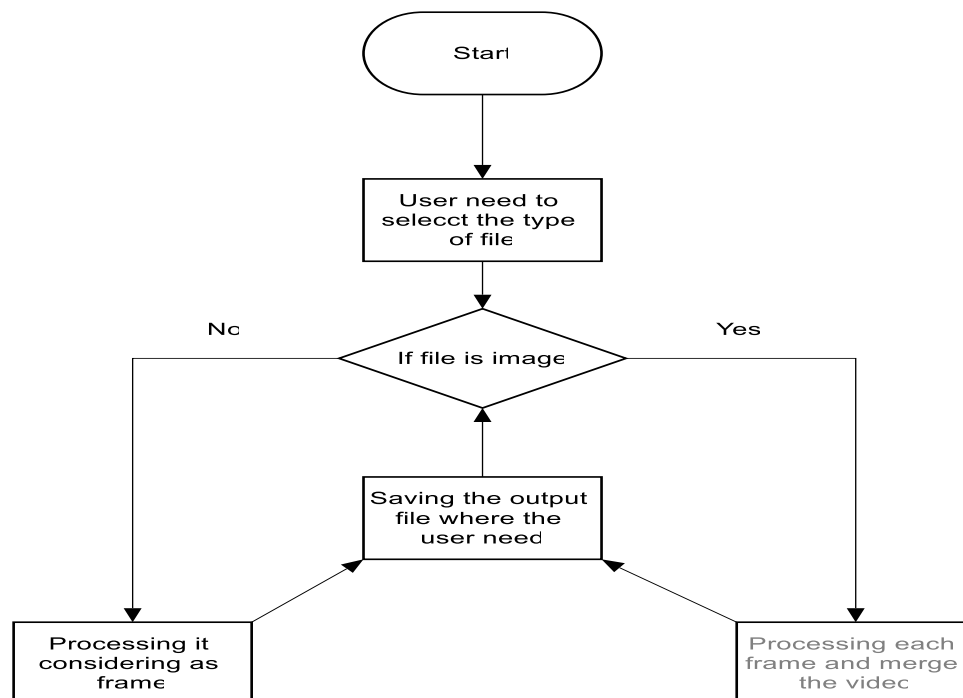 Start
User need to
selecct the type
of file
No
Yes
If file is image
Saving the output
file where the
user need
Processing it
considering as
frame
Processing each
frame and merge
the video